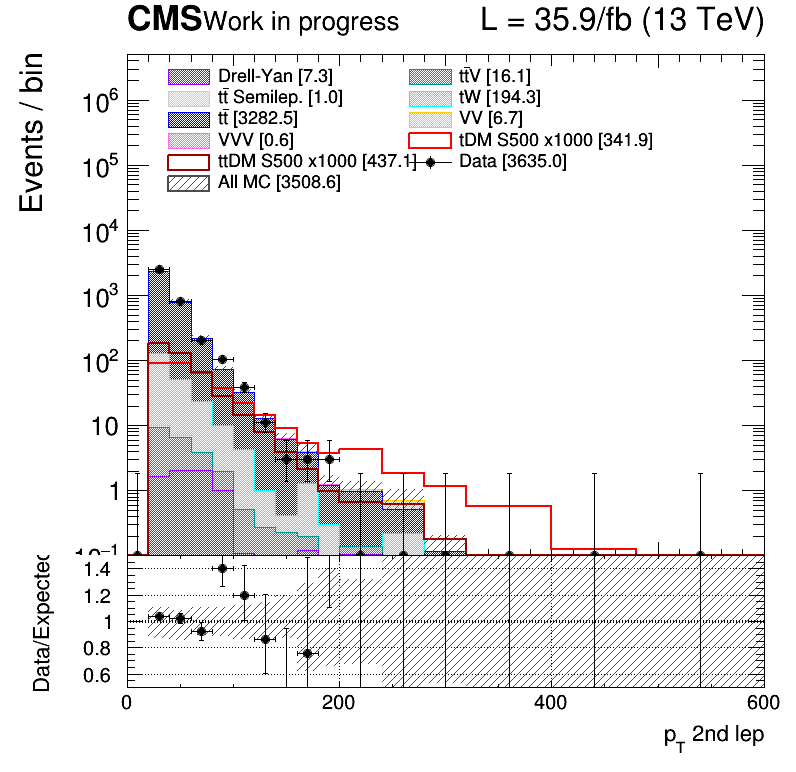 CMS Work in progress L = 35.9/fb (13 TeV)
Events / bin
Drell-Yan [7.3] tt̄V [16.1]
tt̄ Semilep. [1.0] tW [194.3]
tt̄ [3282.5] VV [6.7]
VVV [0.6] tDM S500 x1000 [341.9]
ttDM S500 x1000 [437.1] Data [3635.0]
All MC [3508.6]
10⁶
10⁵
10⁴
10³
10²
10
1
10⁻¹
Data/Expected
1.4
1.2
1
0.8
0.6
0 200 400 600
p_T 2nd lep